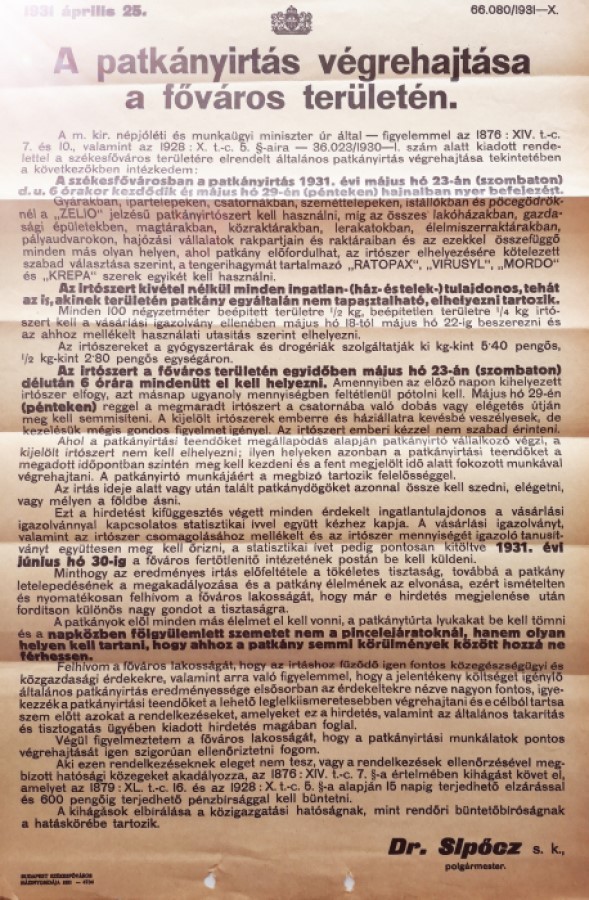 1931 április 25.
66.080/1931—X.
A patkányirtás végrehajtása
a főváros területén.
A m. kir. népjóléti és munkaügyi miniszter úr által — figyelemmel az 1876 : XIV. t.-c.
7. és 10., valamint az 1928 : X. t.-c. 5. §-aira — 36.023/1930—I. szám alatt kiadott rende-
lettel a székesfőváros területére elrendelt általános patkányirtás végrehajtása tekintetében
a következőkben intézkedem:
A székesfővárosban a patkányirtás 1931. évi május hó 23-án (szombaton)
d. u. 6 órakor kezdődik és május hó 29-én (pénteken) hajnalban nyer befejezést.
Gyárakban, ipartelepeken, csatornákban, szeméttelepeken, istállókban és pöcegödrök-
nél a „ZELIO" jelzésű patkányirtószert kell használni, míg az összes lakóházakban, gazda-
sági épületekben, magtárakban, közraktárakban, lerakatokban, élelmiszerraktárakban,
pályaudvarokon, hajózási vállalatok rakpartjain és raktáraiban és az ezekkel összefüggő
minden más olyan helyen, ahol patkány előfordulhat, az irtószer elhelyezésére kötelezett
szabad választása szerint, a tengerihagymát tartalmazó „RATOPAX", „VIRUSYL", „MORDO"
és „KREPA" szerek egyikét kell használni.
Az irtószert kivétel nélkül minden ingatlan-(ház- és telek-) tulajdonos, tehát
az is, akinek területén patkány egyáltalán nem tapasztalható, elhelyezni tartozik.
Minden 100 négyzetméter beépített területre 1/2 kg, beépítetlen területre 1/4 kg irtó-
szert kell a vásárlási igazolvány ellenében május hó 18-tól május hó 22-ig beszerezni és
az ahhoz mellékelt használati utasítás szerint elhelyezni.
Az irtószereket a gyógyszertárak és drogériák szolgáltatják ki kg-kint 5·40 pengős,
1/2 kg-kint 2·80 pengős egységáron.
Az irtószert a főváros területén egyidőben május hó 23-án (szombaton)
délután 6 órára mindenütt el kell helyezni. Amennyiben az előző napon kihelyezett
irtószer elfogy, azt másnap ugyanoly mennyiségben feltétlenül pótolni kell. Május hó 29-én
(pénteken) reggel a megmaradt irtószert a csatornába való dobás vagy elégetés útján
meg kell semmisíteni. A kijelölt irtószerek emberre és háziállatra kevésbé veszélyesek, de
kezelésük mégis gondos figyelmet igényel. Az irtószert emberi kézzel nem szabad érinteni.
Ahol a patkányirtási teendőket megállapodás alapján patkányirtó vállalkozó végzi, a
kijelölt irtószert nem kell elhelyezni; ilyen helyeken azonban a patkányirtási teendőket a
megadott időpontban szintén meg kell kezdeni és a fent megjelölt idő alatt fokozott munkával
végrehajtani. A patkányirtó munkájáért a megbízó tartozik felelősséggel.
Az irtás ideje alatt vagy után talált patkánydögöket azonnal össze kell szedni, elégetni,
vagy mélyen a földbe ásni.
Ezt a hirdetést kifüggesztés végett minden érdekelt ingatlantulajdonos a vásárlási
igazolvánnyal kapcsolatos statisztikai ívvel együtt kézhez kapja. A vásárlási igazolványt,
valamint az irtószer csomagolásához mellékelt és az irtószer mennyiségét igazoló tanusít-
ványt együttesen meg kell őrizni, a statisztikai ívet pedig pontosan kitöltve 1931. évi
június hó 30-ig a főváros fertőtlenítő intézetének postán be kell küldeni.
Minthogy az eredményes irtás előfeltétele a tökéletes tisztaság, továbbá a patkány
letelepedésének a megakadályozása és a patkány élelmének az elvonása, ezért ismételten
és nyomatékosan felhívom a főváros lakosságát, hogy már e hirdetés megjelenése után
fordítson különös nagy gondot a tisztaságra.
A patkányok elől minden más élelmet el kell vonni, a patkánytúrta lyukakat be kell tömni
és a napközben fölgyülemlett szemetet nem a pincelejáratoknál, hanem olyan
helyen kell tartani, hogy ahhoz a patkány semmi körülmények között hozzá ne
férhessen.
Felhívom a főváros lakosságát, hogy az irtáshoz fűződő igen fontos közegészségügyi és
közgazdasági érdekekre, valamint arra való figyelemmel, hogy a jelentékeny költséget igénylő
általános patkányirtás eredményessége elsősorban az érdekeltekre nézve nagyon fontos, igye-
kezzék a patkányirtási teendőket a lehető leglelkiismeretesebben végrehajtani és e célból tartsa
szem előtt azokat a rendelkezéseket, amelyeket ez a hirdetés, valamint az általános takarítás
és tisztogatás ügyében kiadott hirdetés magában foglal.
Végül figyelmeztetem a főváros lakosságát, hogy a patkányirtási munkálatok pontos
végrehajtását igen szigorúan ellenőriztetni fogom.
Aki ezen rendelkezéseknek eleget nem tesz, vagy a rendelkezések ellenőrzésével meg-
bízott hatósági közegeket akadályozza, az 1876 : XIV. t.-c. 7. §-a értelmében kihágást követ el,
amelyet az 1879 : XL. t.-c. 16. és az 1928 : X. t.-c. 5. §-a alapján 15 napig terjedhető elzárással
és 600 pengőig terjedhető pénzbírsággal kell büntetni.
A kihágások elbírálása a közigazgatási hatóságnak, mint rendőri büntetőbíróságnak
a hatáskörébe tartozik.
Dr. Sipőcz s. k.,
polgármester.
BUDAPEST SZÉKESFŐVÁROS
HÁZINYOMDÁJA 1931